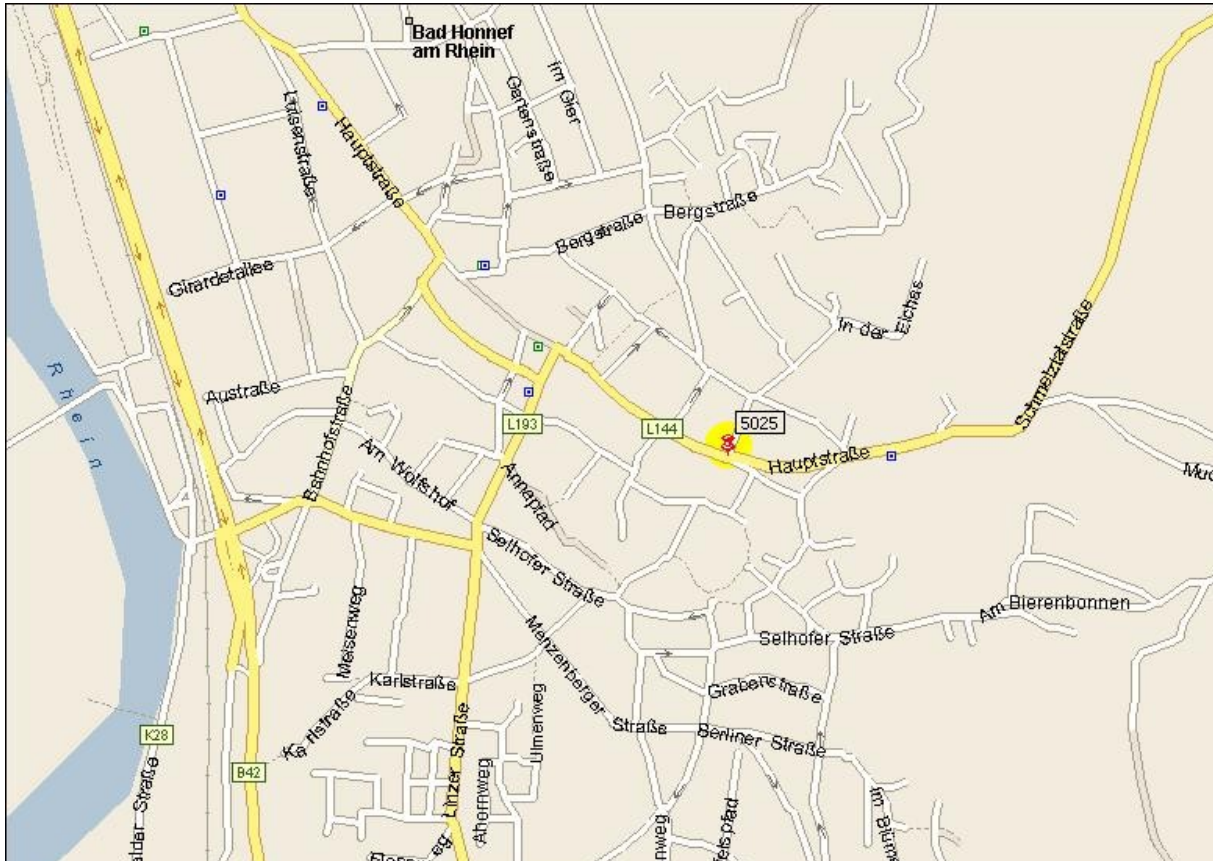 Bad Honnef
am Rhein
Luisenstraße
Hauptstraße
Gartenstraße
im Gier
Bergstraße
Bergstraße
Girardetallee
In der Eichas
Schmelztalstraße
Rhein
Austraße
Bahnhofstraße
Am Wolfshof
L193
L144
5025
Hauptstraße
Annapfad
Selhofer Straße
Am Bierenbonnen
Selhofer Straße
Meisenweg
Menzenberger
Straße
Karlstraße
Karlstraße
Grabenstraße
Ulmenweg
Berliner Straße
K28
B42
Linzer Straße
Ahornweg